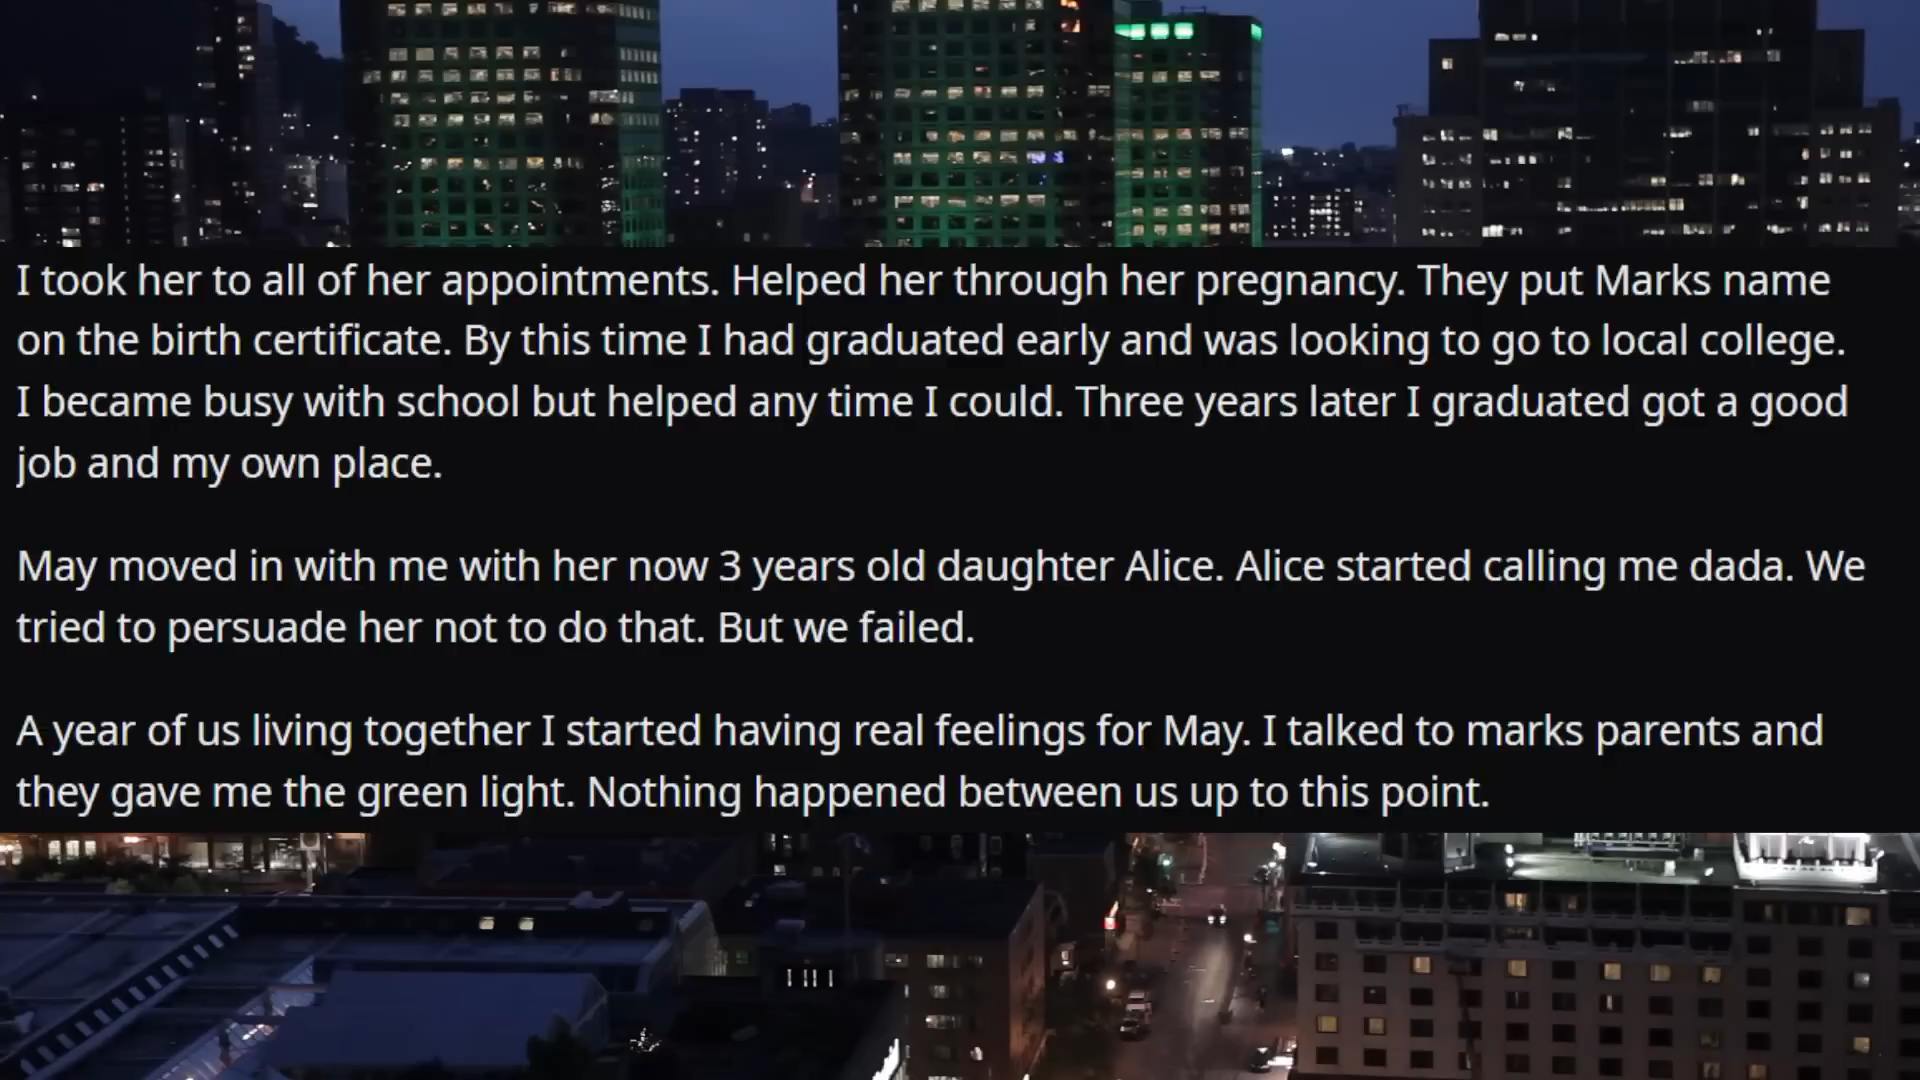 I took her to all of her appointments. Helped her through her pregnancy. They put Marks name
on the birth certificate. By this time I had graduated early and was looking to go to local college.
I became busy with school but helped any time I could. Three years later I graduated got a good
job and my own place.
May moved in with me with her now 3 years old daughter Alice. Alice started calling me dada. We
tried to persuade her not to do that. But we failed.
A year of us living together I started having real feelings for May. I talked to marks parents and
they gave me the green light. Nothing happened between us up to this point.